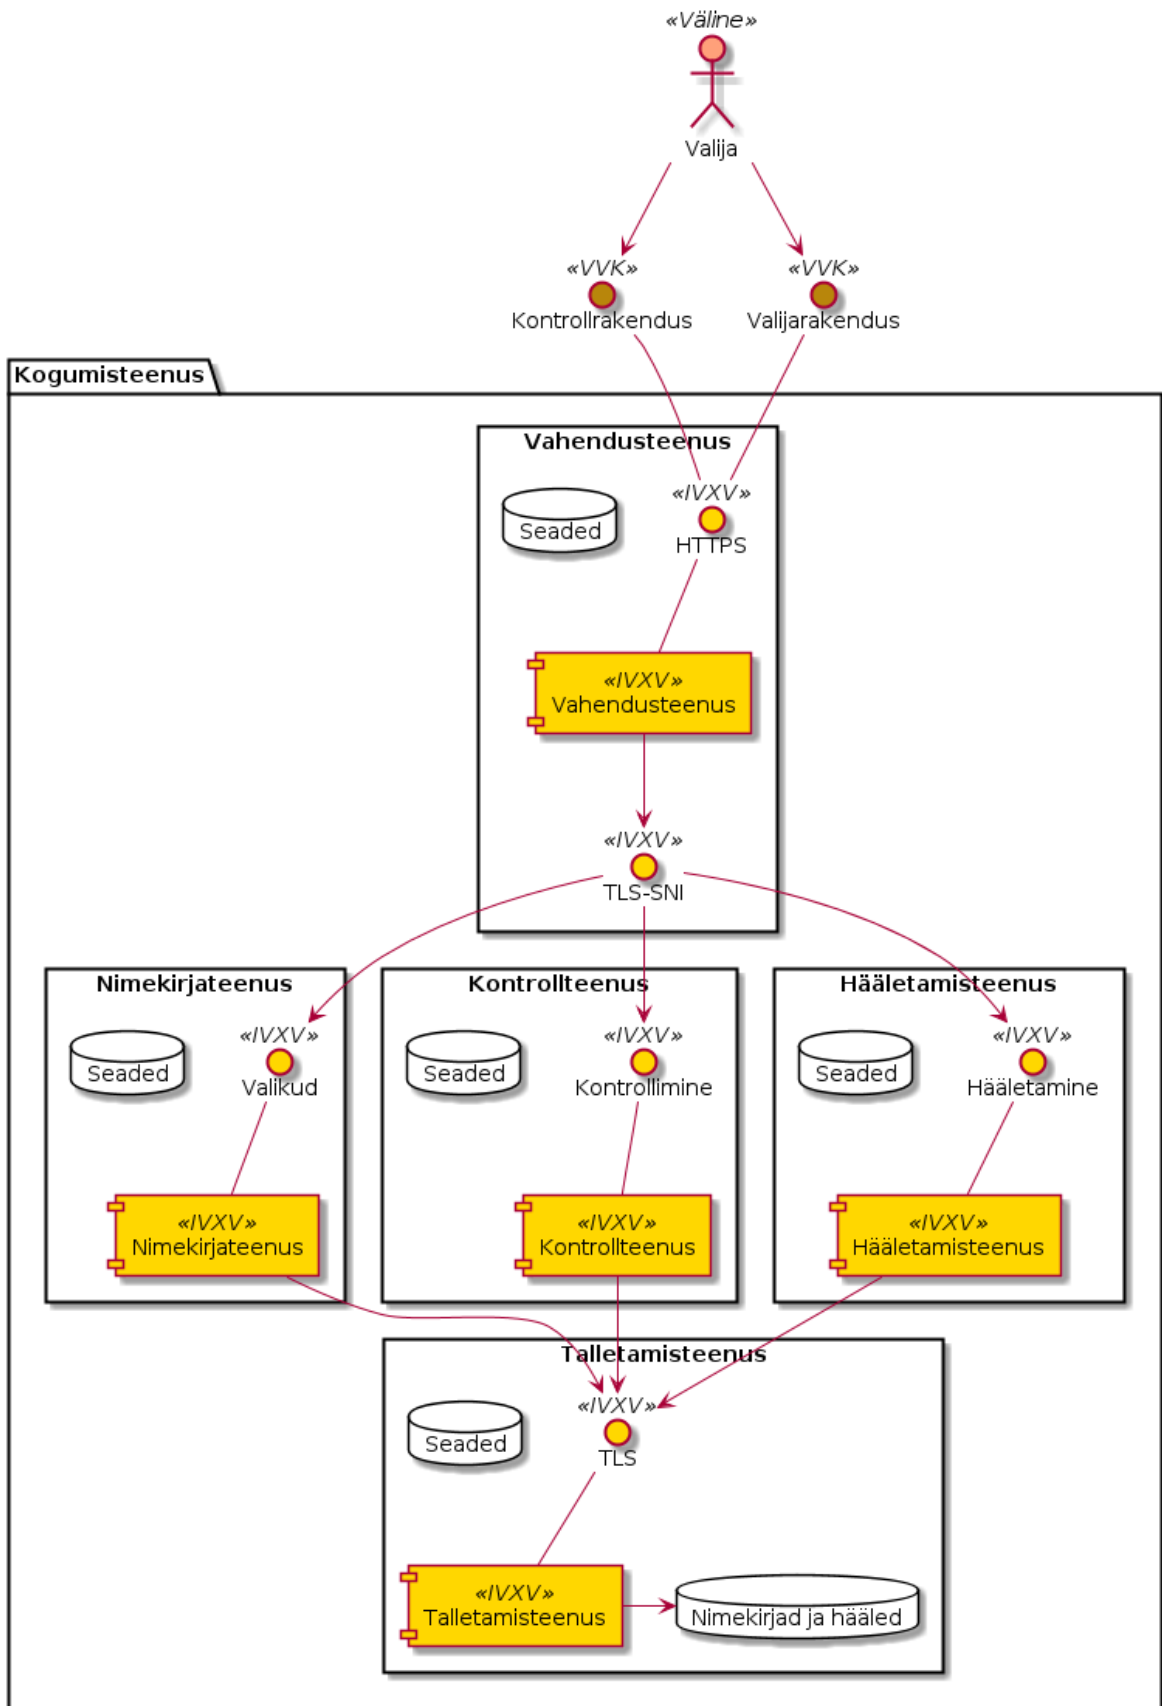 «Väline»
Valija
«VVK»
Kontrollrakendus
«VVK»
Valijarakendus
Kogumisteenus
Vahendusteenus
Seaded
«IVXV»
HTTPS
«IVXV»
Vahendusteenus
«IVXV»
TLS-SNI
Nimekirjateenus
Seaded
«IVXV»
Valikud
«IVXV»
Nimekirjateenus
Kontrollteenus
Seaded
«IVXV»
Kontrollimine
«IVXV»
Kontrollteenus
Hääletamisteenus
Seaded
«IVXV»
Hääletamine
«IVXV»
Hääletamisteenus
Talletamisteenus
Seaded
«IVXV»
TLS
«IVXV»
Talletamisteenus
Nimekirjad ja hääled